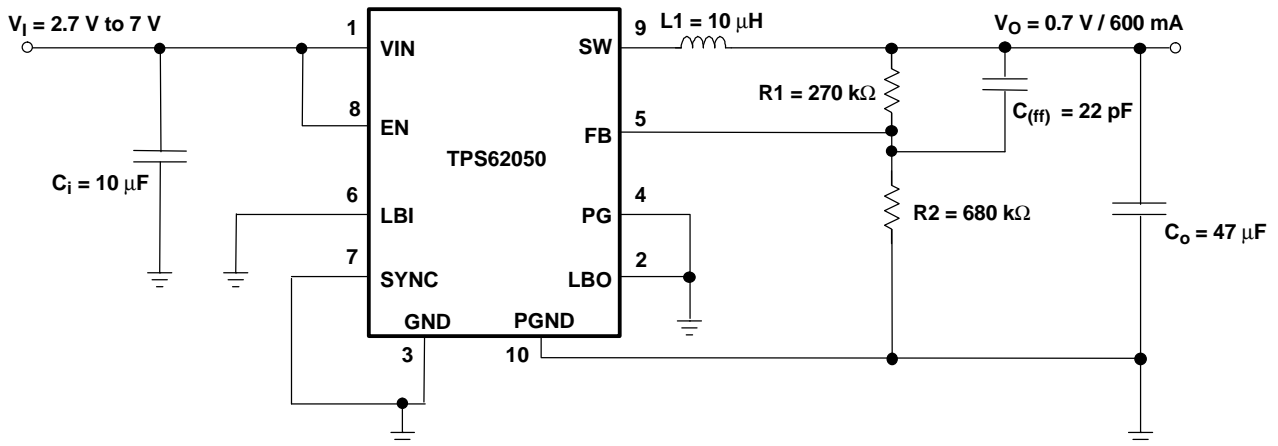 V_I = 2.7 V to 7 V
1
VIN
8
EN
C_i = 10 μF
6
LBI
7
SYNC
GND
3
PGND
10
TPS62050
9
SW
L1 = 10 μH
V_O = 0.7 V / 600 mA
R1 = 270 kΩ
C_(ff) = 22 pF
5
FB
4
PG
R2 = 680 kΩ
C_o = 47 μF
2
LBO